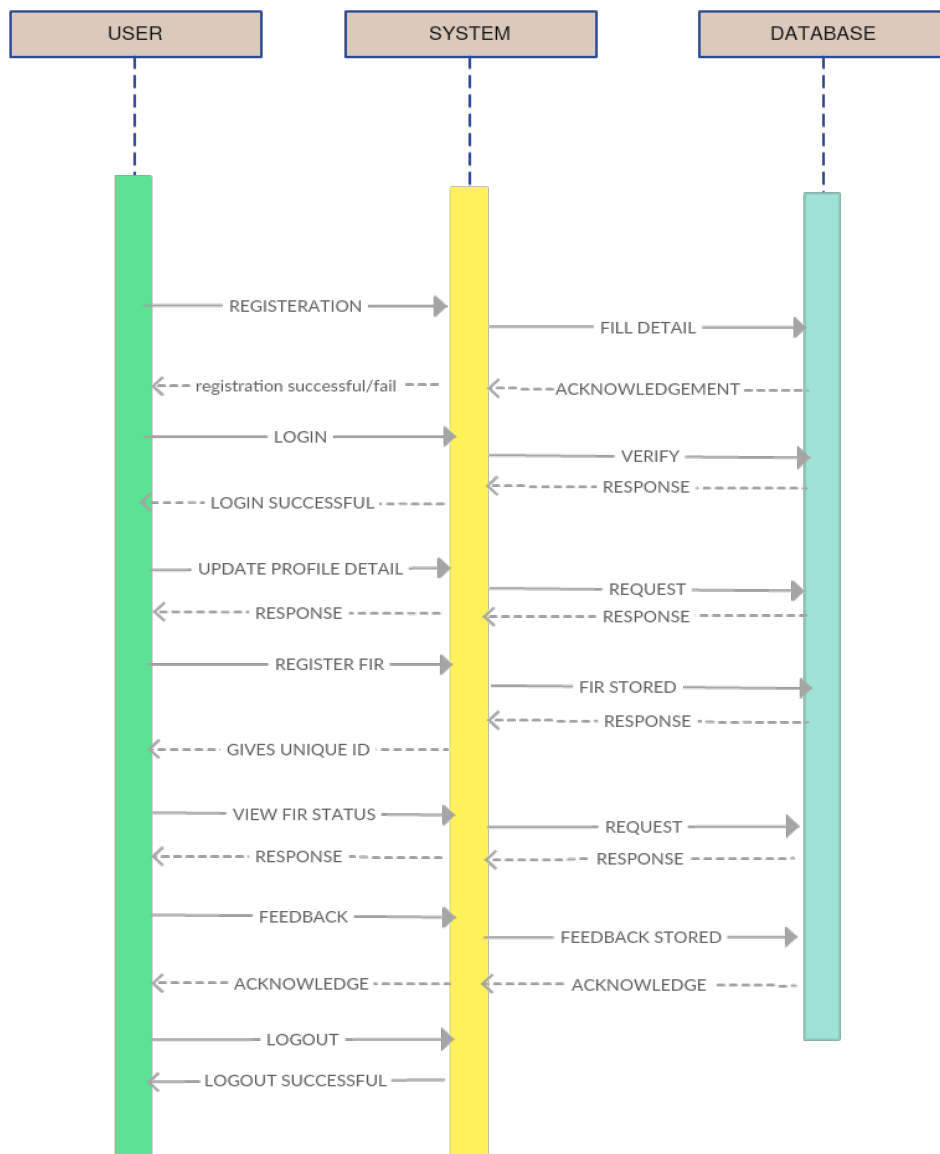 USER
SYSTEM
DATABASE
REGISTERATION
FILL DETAIL
registration successful/fail
ACKNOWLEDGEMENT
LOGIN
VERIFY
RESPONSE
LOGIN SUCCESSFUL
UPDATE PROFILE DETAIL
REQUEST
RESPONSE
RESPONSE
REGISTER FIR
FIR STORED
RESPONSE
GIVES UNIQUE ID
VIEW FIR STATUS
REQUEST
RESPONSE
RESPONSE
FEEDBACK
FEEDBACK STORED
ACKNOWLEDGE
ACKNOWLEDGE
LOGOUT
LOGOUT SUCCESSFUL